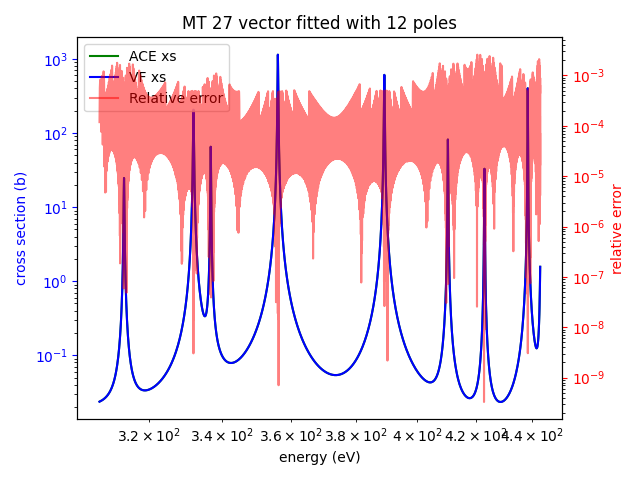 MT 27 vector fitted with 12 poles
ACE xs
VF xs
Relative error
cross section (b)
10³
10²
10¹
10⁰
10⁻¹
10⁻³
10⁻⁴
10⁻⁵
10⁻⁶
10⁻⁷
10⁻⁸
10⁻⁹
relative error
3.2 × 10² 3.4 × 10² 3.6 × 10² 3.8 × 10² 4 × 10² 4.2 × 10² 4.4 × 10²
energy (eV)